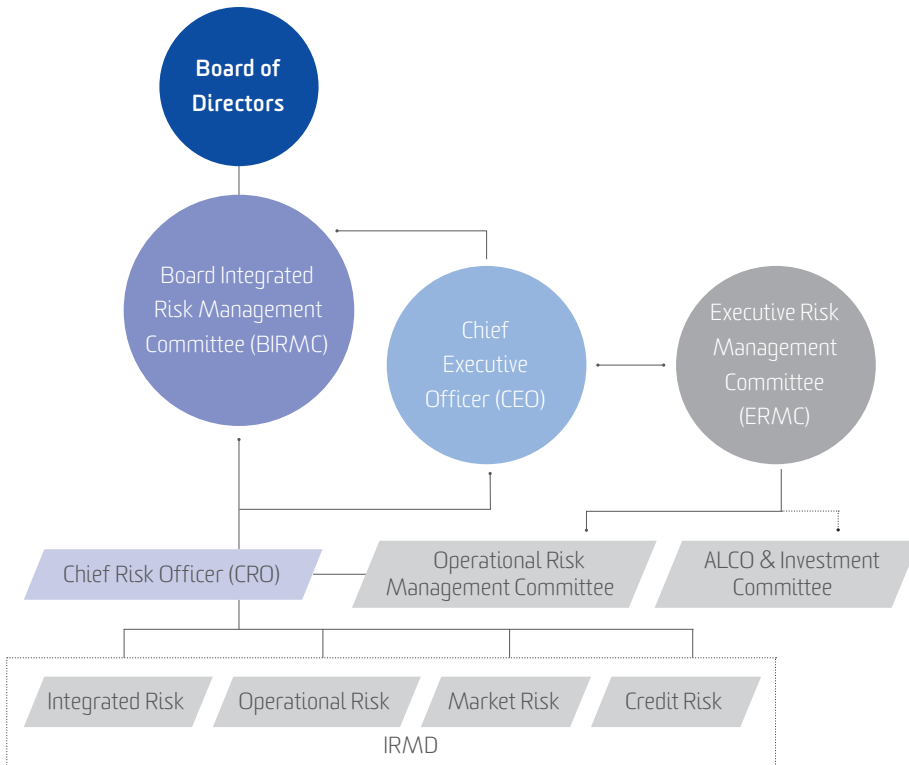 Board of
Directors
Board Integrated
Risk Management
Committee (BIRMC)
Chief
Executive
Officer (CEO)
Executive Risk
Management
Committee
(ERMC)
Chief Risk Officer (CRO)
Operational Risk
Management Committee
ALCO & Investment
Committee
Integrated Risk
Operational Risk
Market Risk
Credit Risk
IRMD